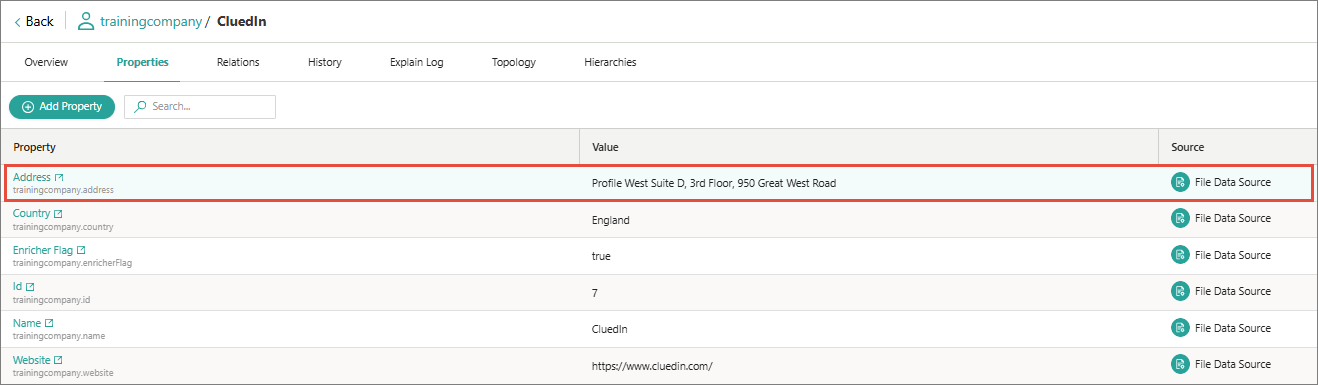 Back trainingcompany / CluedIn
Overview Properties Relations History Explain Log Topology Hierarchies
Add Property Search...
Property Value Source
Address
trainingcompany.address
Profile West Suite D, 3rd Floor, 950 Great West Road File Data Source
Country
trainingcompany.country
England File Data Source
Enricher Flag
trainingcompany.enricherFlag
true File Data Source
Id
trainingcompany.id
7 File Data Source
Name
trainingcompany.name
CluedIn File Data Source
Website
trainingcompany.website
https://www.cluedin.com/ File Data Source